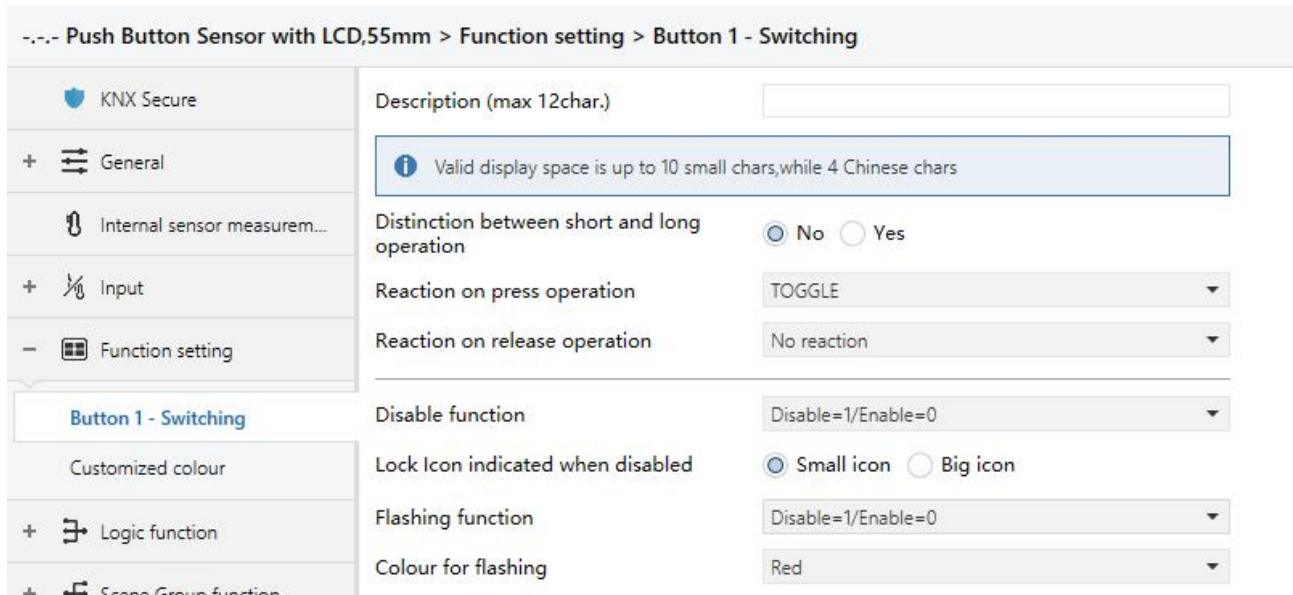 -.-.- Push Button Sensor with LCD,55mm > Function setting > Button 1 - Switching
KNX Secure
+ General
Internal sensor measurem...
+ Input
− Function setting
Button 1 - Switching
Customized colour
+ Logic function
+ Scene Group function
Description (max 12char.)
Valid display space is up to 10 small chars,while 4 Chinese chars
Distinction between short and long
operation
No Yes
Reaction on press operation
TOGGLE
Reaction on release operation
No reaction
Disable function
Disable=1/Enable=0
Lock Icon indicated when disabled
Small icon Big icon
Flashing function
Disable=1/Enable=0
Colour for flashing
Red